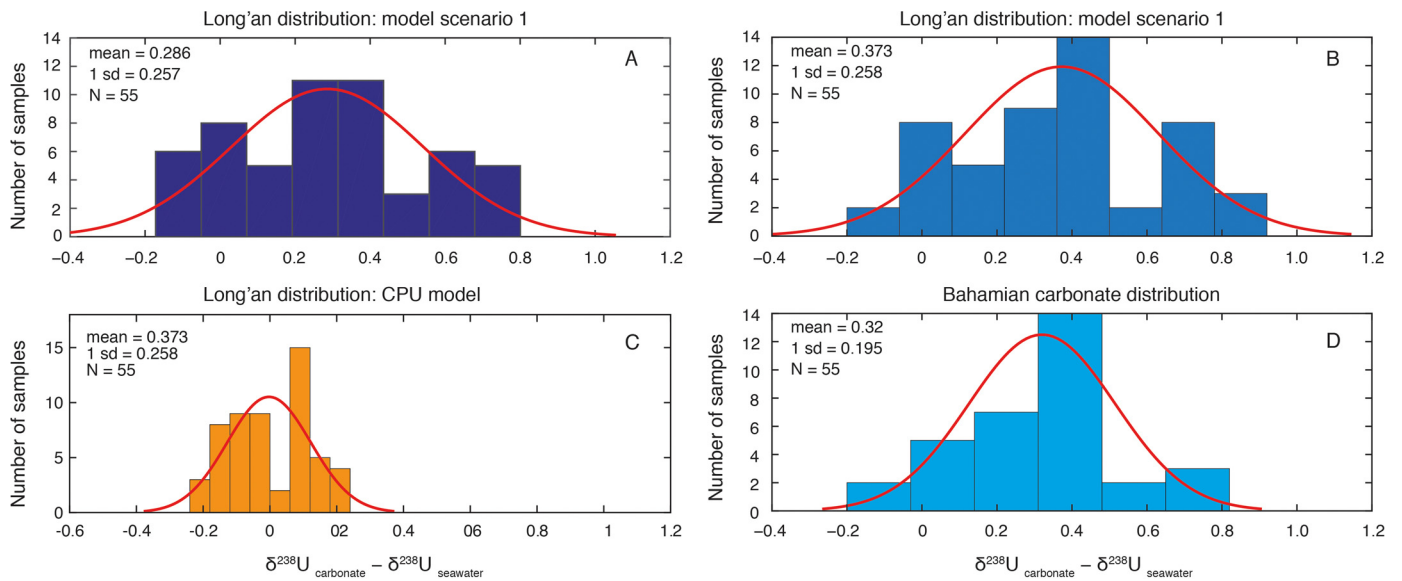 Long’an distribution: model scenario 1
14
12
10
8
6
4
2
0
Number of samples
mean = 0.286
1 sd = 0.257
N = 55
A
−0.4 -0.2 0 0.2 0.4 0.6 0.8 1.0 1.2
Long’an distribution: model scenario 1
14
12
10
8
6
4
2
0
Number of samples
mean = 0.373
1 sd = 0.258
N = 55
B
−0.4 −0.2 0 0.2 0.4 0.6 0.8 1.0 1.2
Long’an distribution: CPU model
15
10
5
0
Number of samples
mean = 0.373
1 sd = 0.258
N = 55
C
-0.6 -0.4 -0.2 0 02 0.4 0.6 0.8 1.0 1.2
δ²³⁸U carbonate – δ²³⁸U seawater
Bahamian carbonate distribution
14
12
10
8
6
4
2
0
Number of samples
mean = 0.32
1 sd = 0.195
N = 55
D
−0.4 -0.2 0 0.2 0.4 0.6 0.8 1.0 1.2
δ²³⁸U carbonate – δ²³⁸U seawater